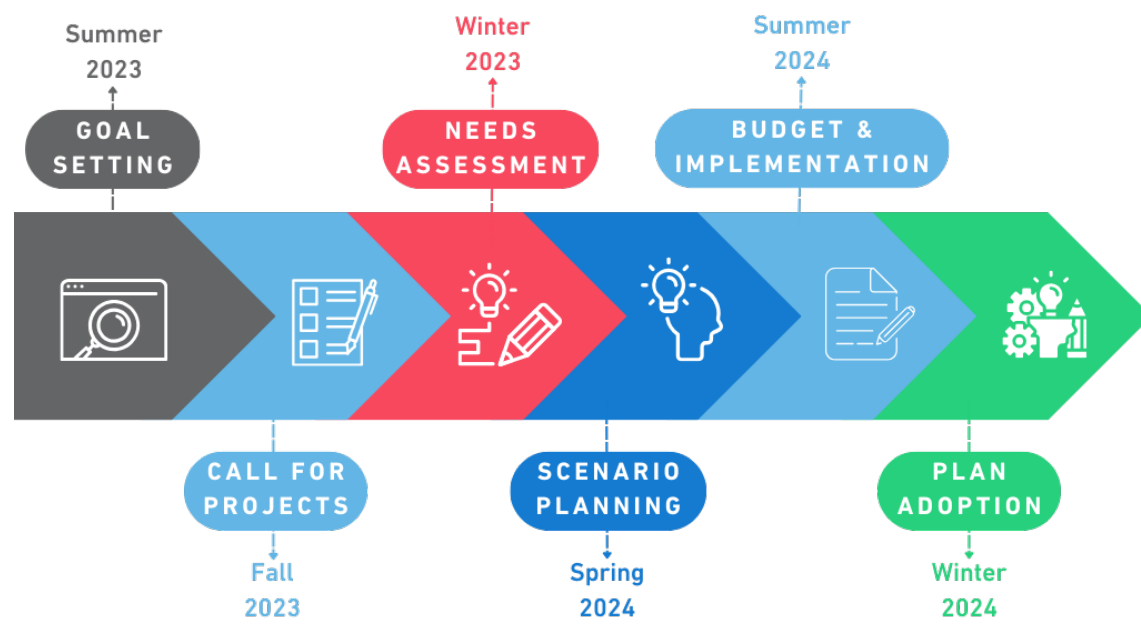 Summer
2023
GOAL
SETTING
CALL FOR
PROJECTS
Fall
2023
Winter
2023
NEEDS
ASSESSMENT
SCENARIO
PLANNING
Spring
2024
Summer
2024
BUDGET &
IMPLEMENTATION
PLAN
ADOPTION
Winter
2024